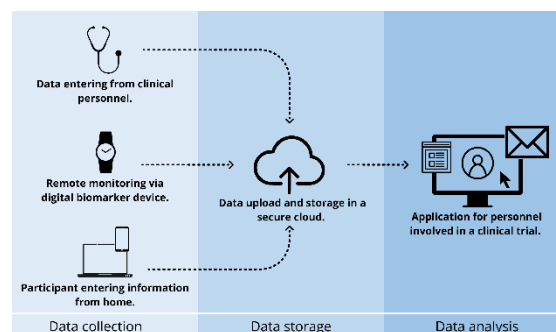 Data entering from clinical
personnel.
Remote monitoring via
digital biomarker device.
Participant entering information
from home.
Data upload and storage in a
secure cloud.
Application for personnel
involved in a clinical trial.
Data collection
Data storage
Data analysis